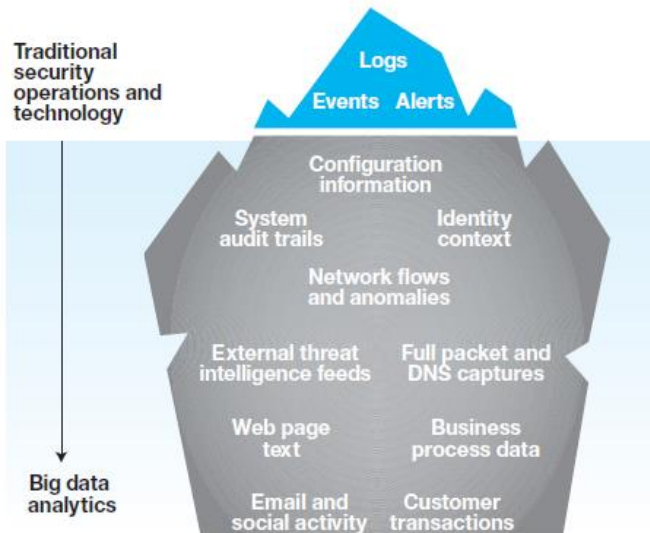 Traditional
security
operations and
technology
Logs
Events Alerts
Configuration
information
System
audit trails
Identity
context
Network flows
and anomalies
External threat
intelligence feeds
Full packet and
DNS captures
Web page
text
Business
process data
Big data
analytics
Email and
social activity
Customer
transactions